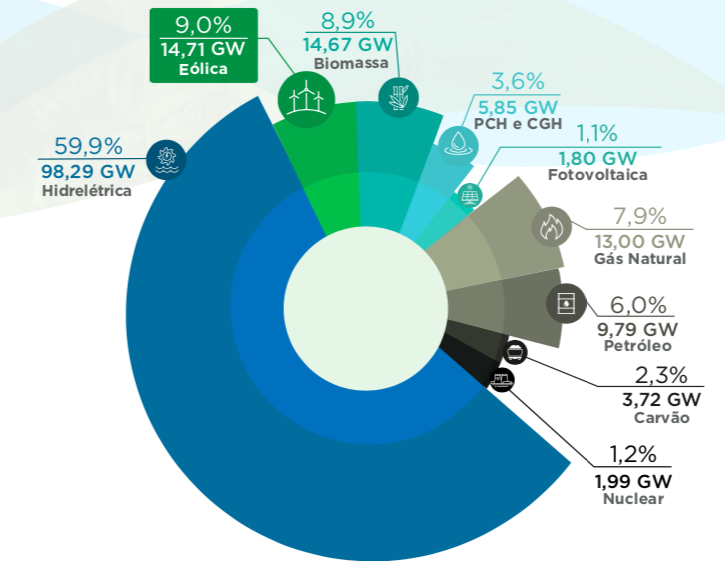 9,0%
14,71 GW
Eólica
8,9%
14,67 GW
Biomassa
3,6%
5,85 GW
PCH e CGH
1,1%
1,80 GW
Fotovoltaica
59,9%
98,29 GW
Hidrelétrica
7,9%
13,00 GW
Gás Natural
6,0%
9,79 GW
Petróleo
2,3%
3,72 GW
Carvão
1,2%
1,99 GW
Nuclear